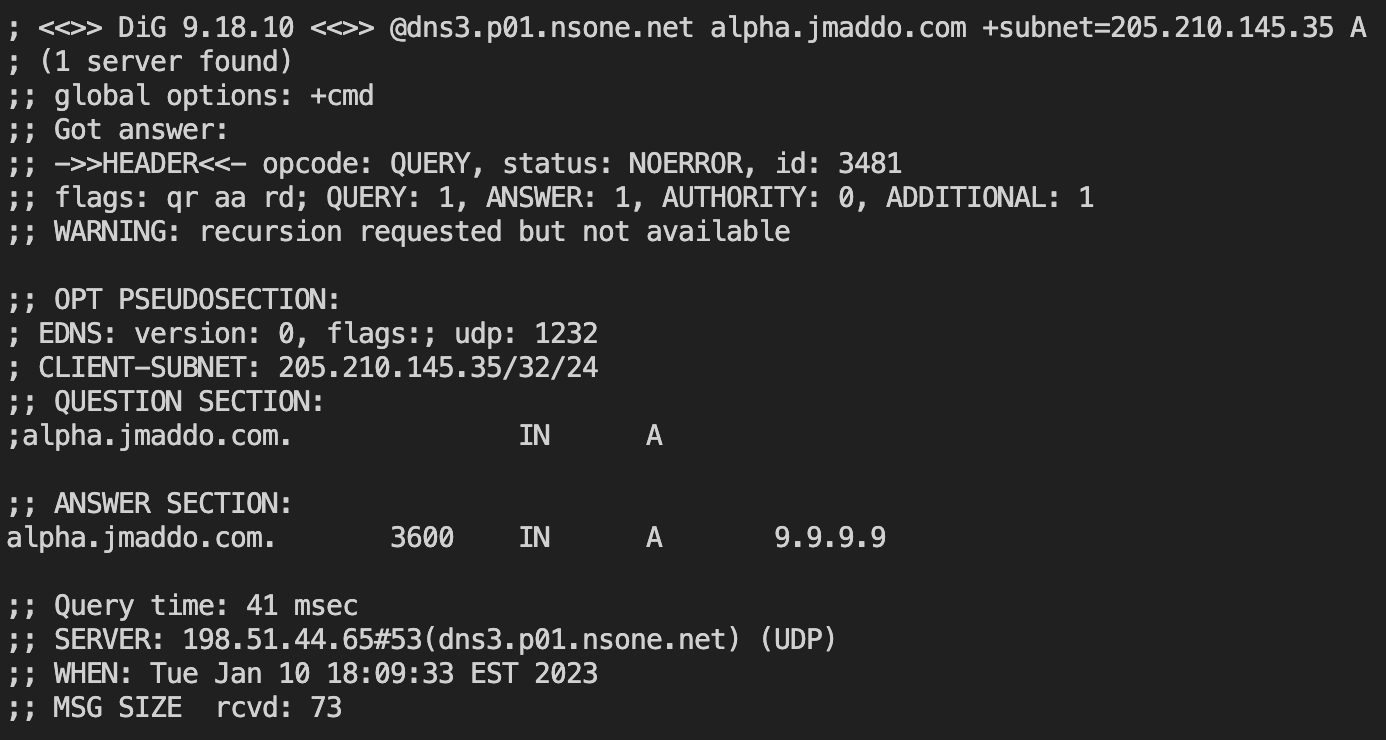 ; <<>> DiG 9.18.10 <<>> @dns3.p01.nsone.net alpha.jmaddo.com +subnet=205.210.145.35 A
; (1 server found)
;; global options: +cmd
;; Got answer:
;; ->>HEADER<<- opcode: QUERY, status: NOERROR, id: 3481
;; flags: qr aa rd; QUERY: 1, ANSWER: 1, AUTHORITY: 0, ADDITIONAL: 1
;; WARNING: recursion requested but not available
;; OPT PSEUDOSECTION:
; EDNS: version: 0, flags:; udp: 1232
; CLIENT-SUBNET: 205.210.145.35/32/24
;; QUESTION SECTION:
;alpha.jmaddo.com. IN A
;; ANSWER SECTION:
alpha.jmaddo.com. 3600 IN A 9.9.9.9
;; Query time: 41 msec
;; SERVER: 198.51.44.65#53(dns3.p01.nsone.net) (UDP)
;; WHEN: Tue Jan 10 18:09:33 EST 2023
;; MSG SIZE rcvd: 73